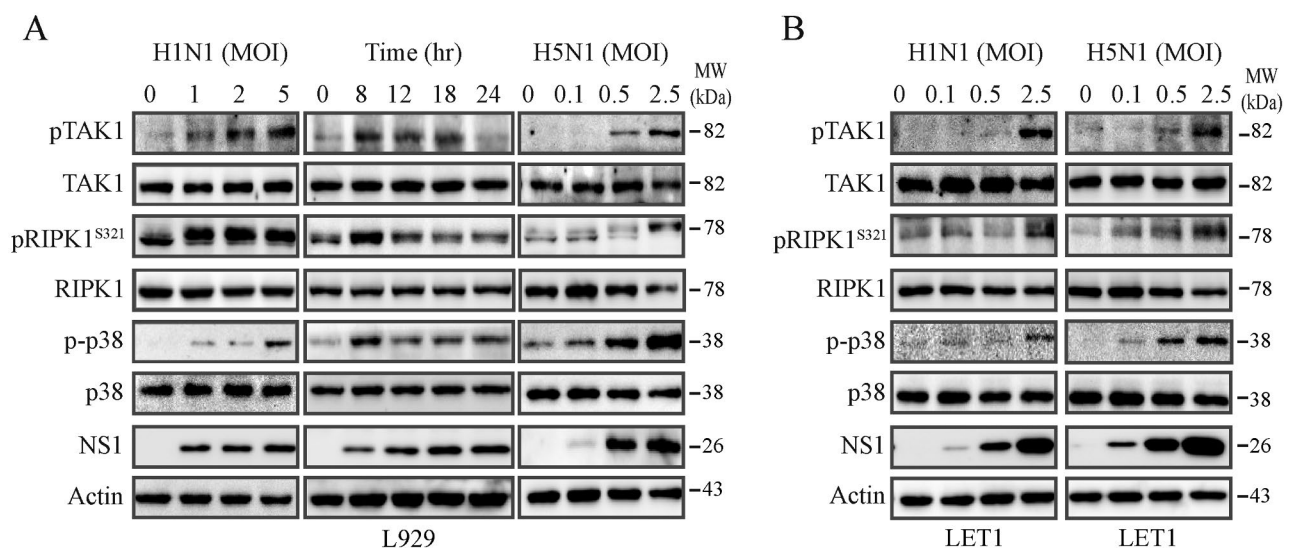 A
B
H1N1 (MOI) Time (hr) H5N1 (MOI) MW (kDa)
0 1 2 5 0 8 12 18 24 0 0.1 0.5 2.5
pTAK1 -82
TAK1 -82
pRIPK1^S321 -78
RIPK1 -78
p-p38 -38
p38 -38
NS1 -26
Actin -43
L929
H1N1 (MOI) H5N1 (MOI) MW (kDa)
0 0.1 0.5 2.5 0 0.1 0.5 2.5
pTAK1 -82
TAK1 -82
pRIPK1^S321 -78
RIPK1 -78
p-p38 -38
p38 -38
NS1 -26
Actin -43
LET1 LET1